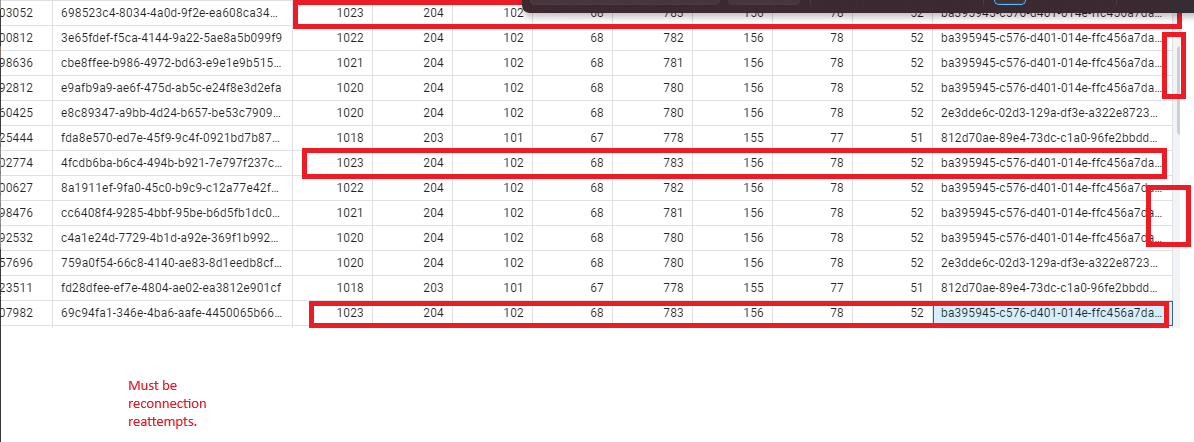 03052 698523c4-8034-4a0d-9f2e-ea608ca34... 1023 204 102 68 783 156 78 52 ba395945-c576-d401-014e-ffc456a7da...
00812 3e65fdef-f5ca-4144-9a22-5ae8a5b099f9 1022 204 102 68 782 156 78 52 ba395945-c576-d401-014e-ffc456a7da...
98636 cbe8ffee-b986-4972-bd63-e9e1e9b515... 1021 204 102 68 781 156 78 52 ba395945-c576-d401-014e-ffc456a7da...
92812 e9afb9a9-ae6f-475d-ab5c-e24f8e3d2efa 1020 204 102 68 780 156 78 52 ba395945-c576-d401-014e-ffc456a7da...
60425 e8c89347-a9bb-4d24-b657-be53c7909... 1020 204 102 68 780 156 78 52 2e3dde6c-02d3-129a-df3e-a322e8723...
25444 fda8e570-ed7e-45f9-9c4f-0921bd7b87... 1018 203 101 67 778 155 77 51 812d70ae-89e4-73dc-c1a0-96fe2bbdd...
02774 4fcdb6ba-b6c4-494b-b921-7e797f237c... 1023 204 102 68 783 156 78 52 ba395945-c576-d401-014e-ffc456a7da...
00627 8a1911ef-9fa0-45c0-b9c9-c12a77e42f... 1022 204 102 68 782 156 78 52 ba395945-c576-d401-014e-ffc456a7da...
98476 cc6408f4-9285-4bbf-95be-b6d5fb1dc0... 1021 204 102 68 781 156 78 52 ba395945-c576-d401-014e-ffc456a7da...
92532 c4a1e24d-7729-4b1d-a92e-369f1b992... 1020 204 102 68 780 156 78 52 ba395945-c576-d401-014e-ffc456a7da...
57696 759a0f54-66c8-4140-ae83-8d1eedb8cf... 1020 204 102 68 780 156 78 52 2e3dde6c-02d3-129a-df3e-a322e8723...
23511 fd28dfee-ef7e-4804-ae02-ea3812e901cf 1018 203 101 67 778 155 77 51 812d70ae-89e4-73dc-c1a0-96fe2bbdd...
07982 69c94fa1-346e-4ba6-aafe-4450065b66... 1023 204 102 68 783 156 78 52 ba395945-c576-d401-014e-ffc456a7da...
Must be
reconnection
reattempts.